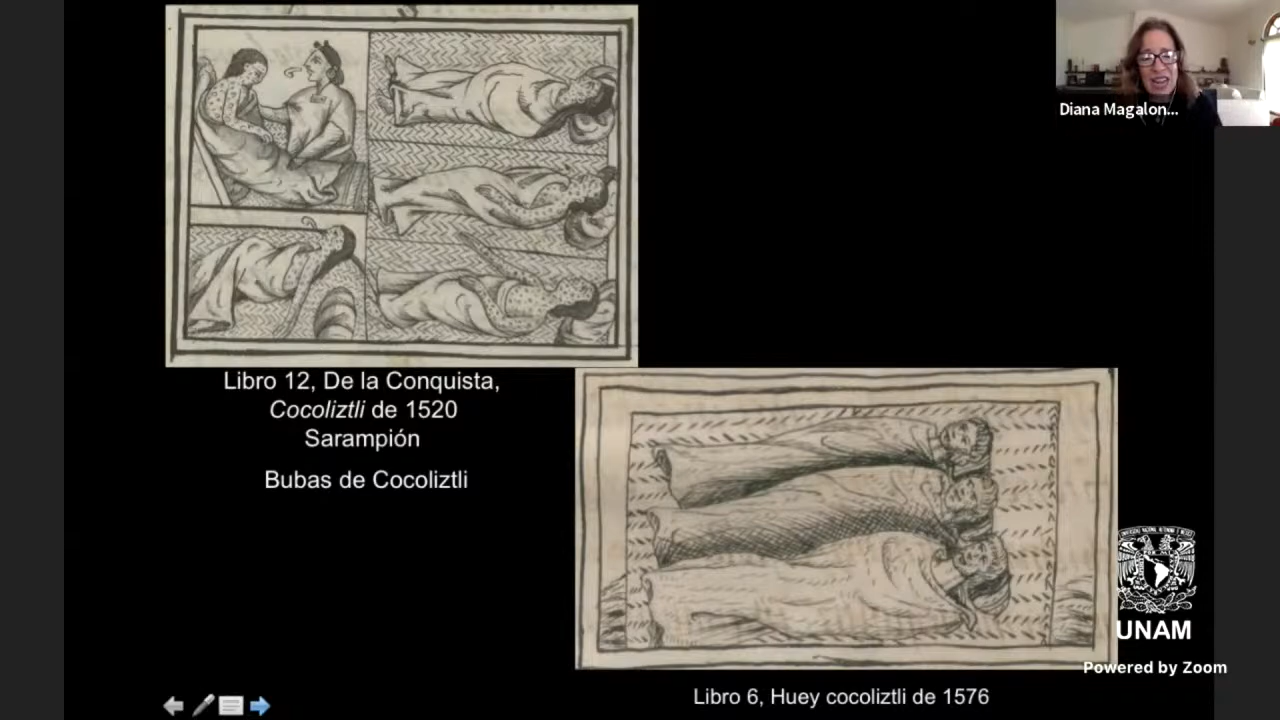 Diana Magalon...
Libro 12, De la Conquista,
Cocoliztli de 1520
Sarampión
Bubas de Cocoliztli
UNAM
Powered by Zoom
Libro 6, Huey cocoliztli de 1576